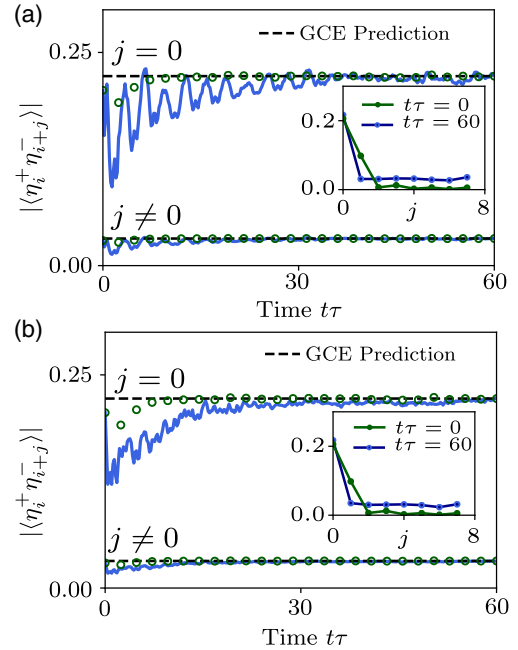 (a)
0.25
0.00
|⟨η_i^+ η_{i+j}^-⟩|
j = 0
GCE Prediction
j ≠ 0
0.2
0.0
tτ = 0
tτ = 60
0 j 8
0 30 60
Time tτ
(b)
0.25
0.00
|⟨η_i^+ η_{i+j}^-⟩|
j = 0
GCE Prediction
j ≠ 0
0.2
0.0
tτ = 0
tτ = 60
0 j 8
0 30 60
Time tτ